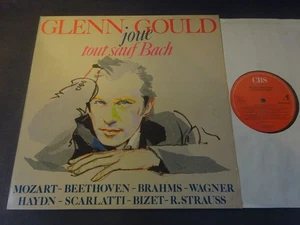 GLENN GOULD
joue
tout sauf Bach
MOZART-BEETHOVEN-BRAHMS-WAGNER
HAYDN-SCARLATTI-BIZET-R.STRAUSS
CBS